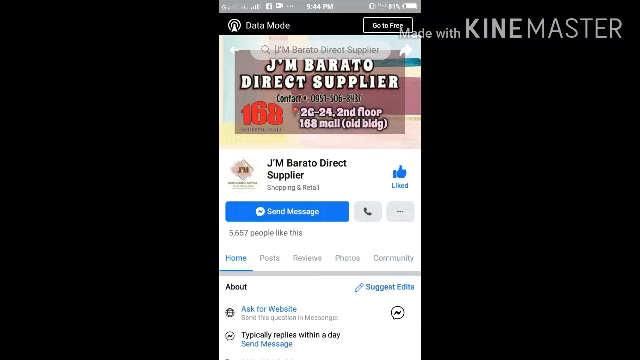 9:44 PM
81%
Data Mode
Go to Free
Made with KINEMASTER
J'M Barato Direct Supplier
J'M BARATO
DIRECT SUPPLIER
168
2G-24, 2nd floor
168 mall (old bldg)
J'M Barato Direct
Supplier
Shopping & Retail
Liked
Send Message
5,657 people like this
Home Posts Reviews Photos Community
About
Suggest Edits
Ask for Website
Send this question in Messenger.
Typically replies within a day
Send Message